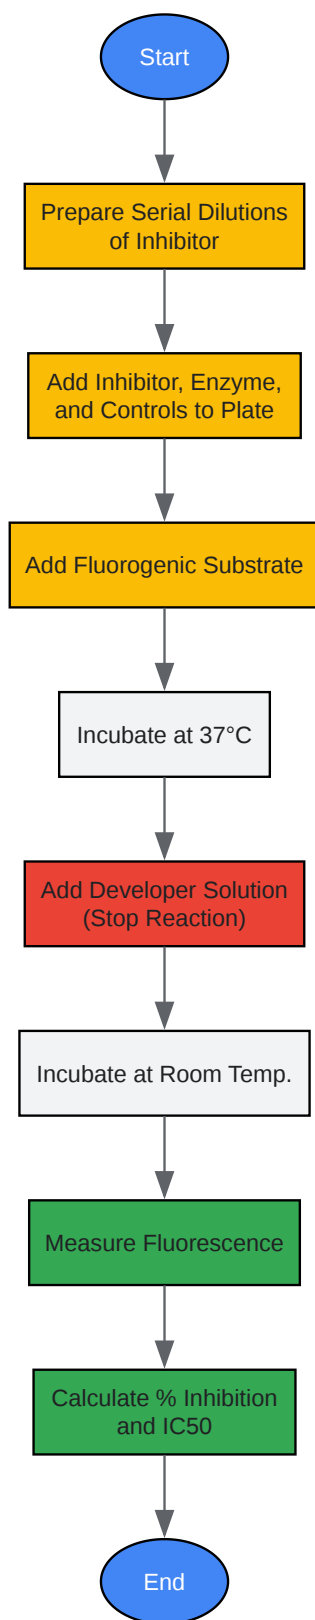 Start
Prepare Serial Dilutions
of Inhibitor
Add Inhibitor, Enzyme,
and Controls to Plate
Add Fluorogenic Substrate
Incubate at 37°C
Add Developer Solution
(Stop Reaction)
Incubate at Room Temp.
Measure Fluorescence
Calculate % Inhibition
and IC50
End